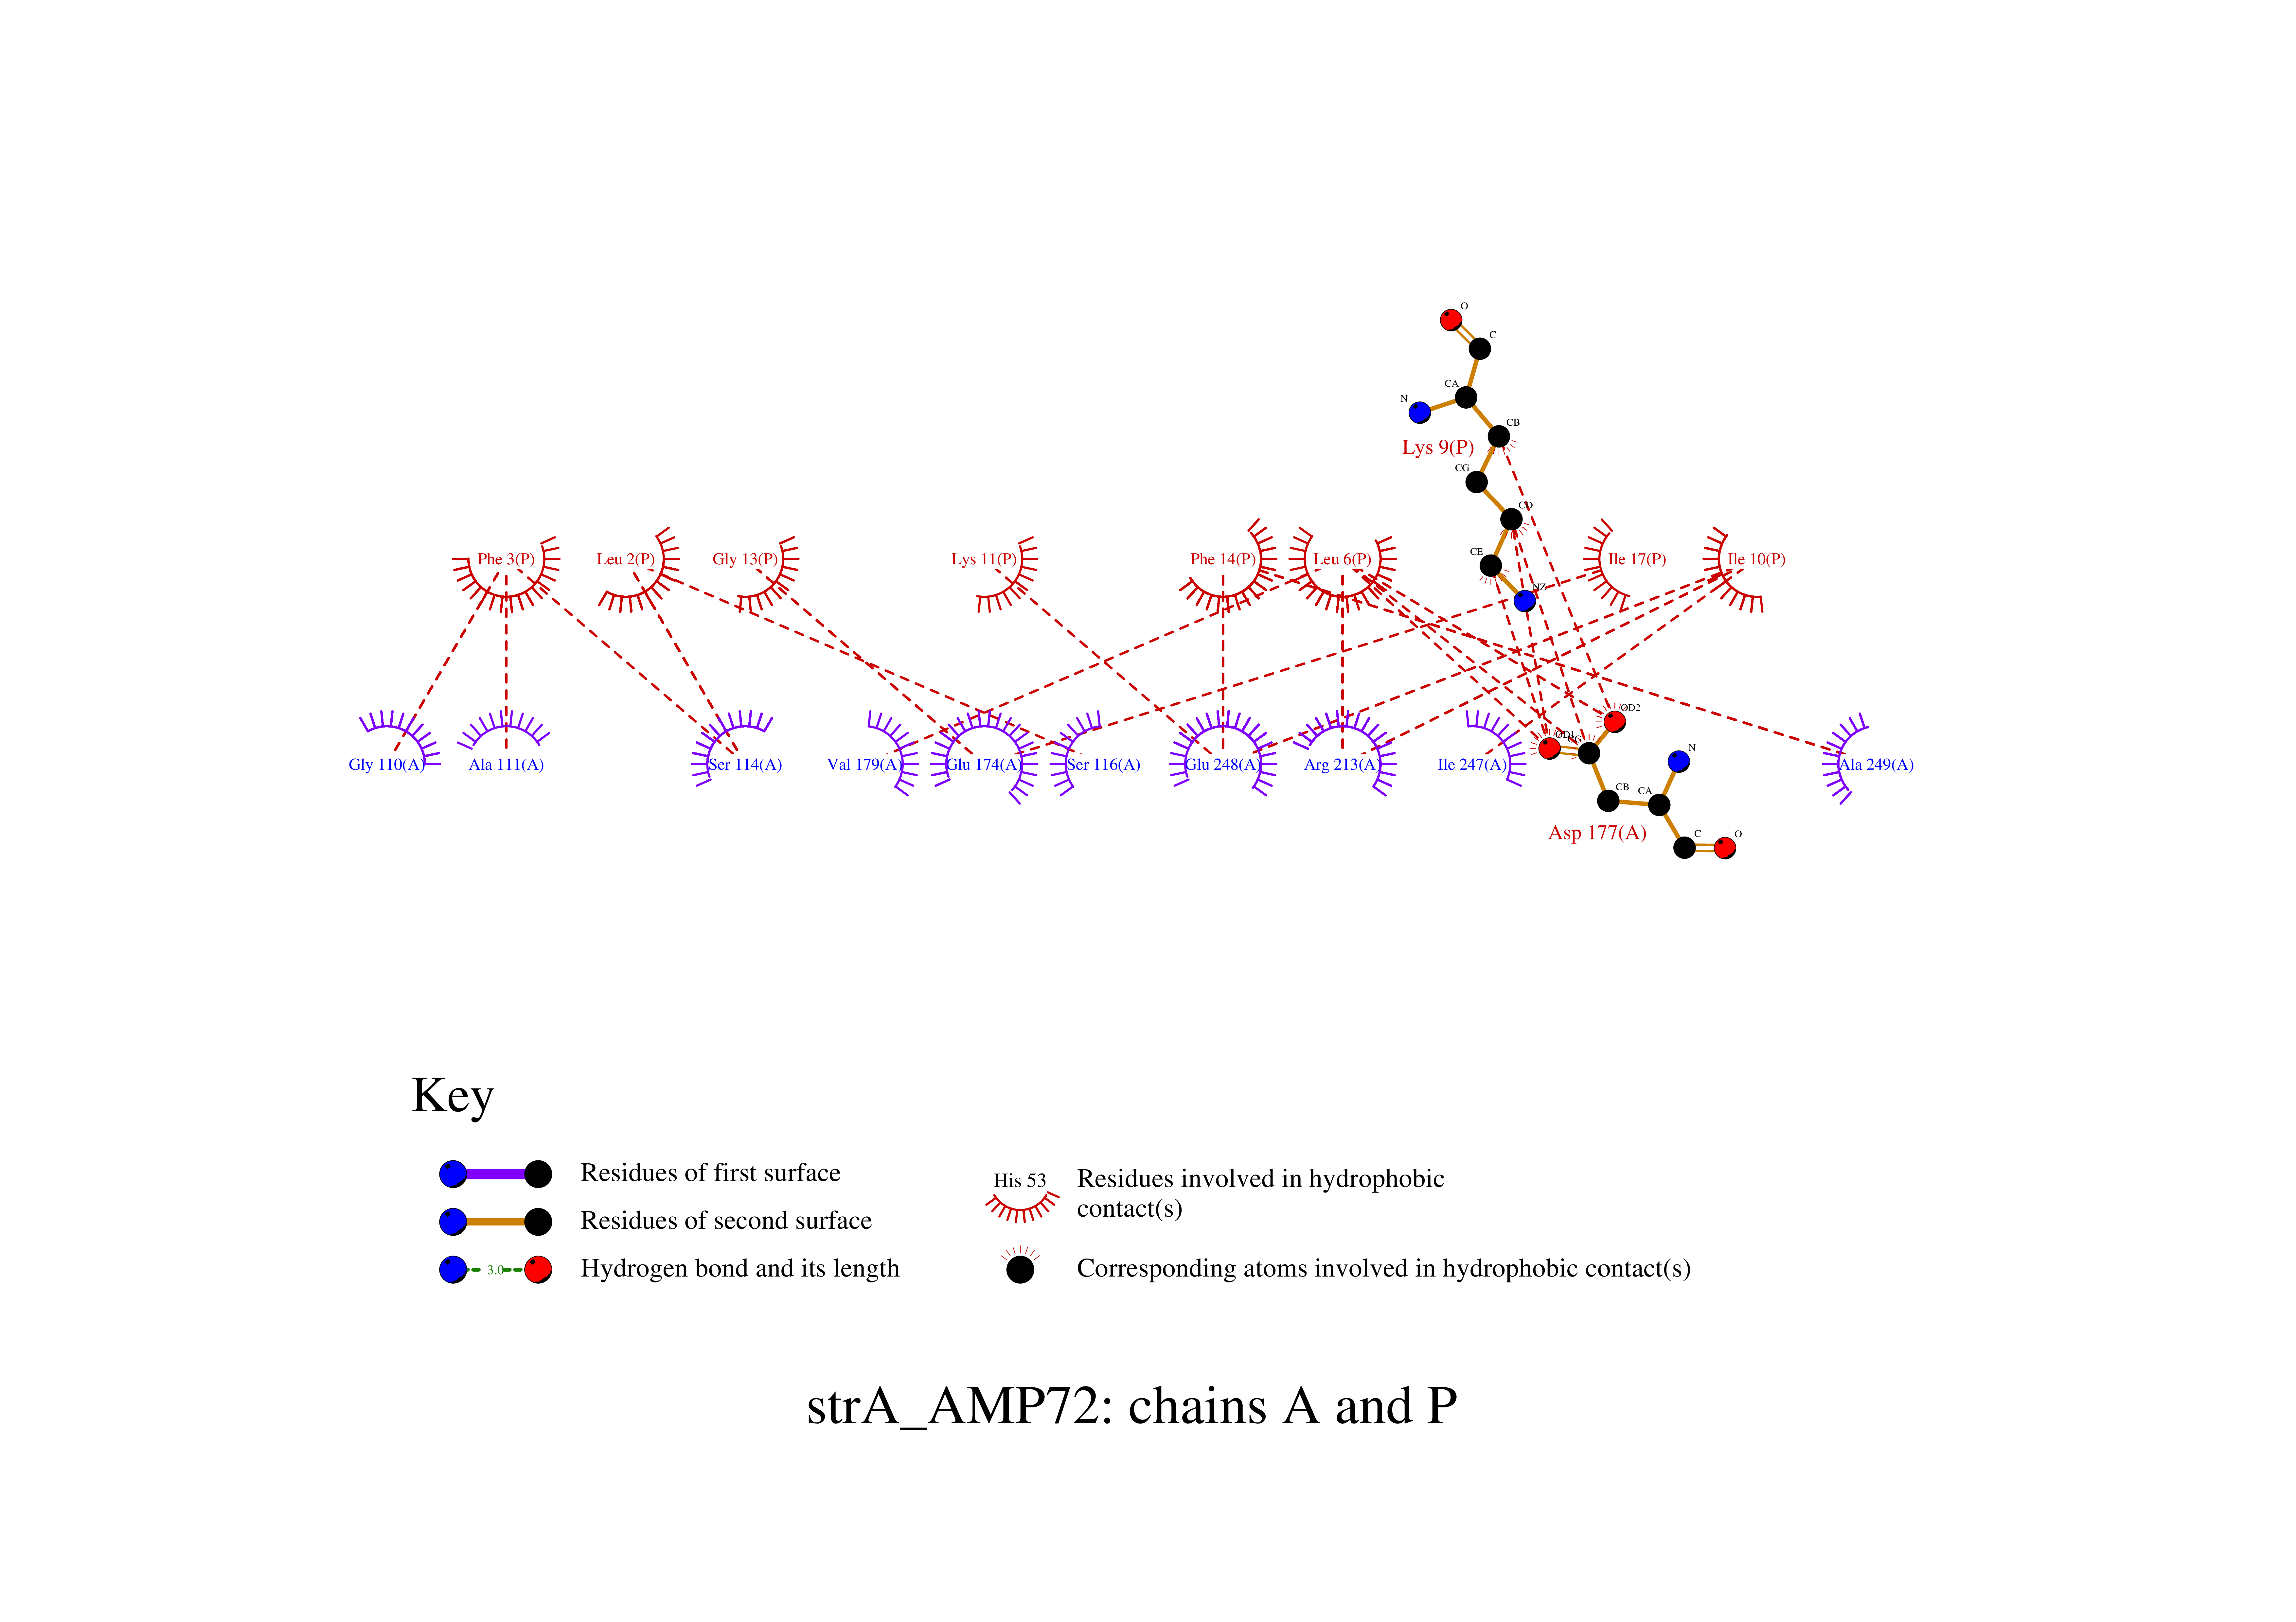 O
C
CA
N
CB
Lys 9(P)
CG
CD
CE
NZ
Phe 3(P) Leu 2(P) Gly 13(P) Lys 11(P) Phe 14(P) Leu 6(P) Ile 17(P) Ile 10(P)
OD2
OD1 CG N
Gly 110(A) Ala 111(A) Ser 114(A) Val 179(A) Glu 174(A) Ser 116(A) Glu 248(A) Arg 213(A) Ile 247(A) Ala 249(A)
CB CA
Asp 177(A)
C O
Key
Residues of first surface
Residues of second surface
3.0 Hydrogen bond and its length
His 53 Residues involved in hydrophobic
contact(s)
Corresponding atoms involved in hydrophobic contact(s)
strA_AMP72: chains A and P